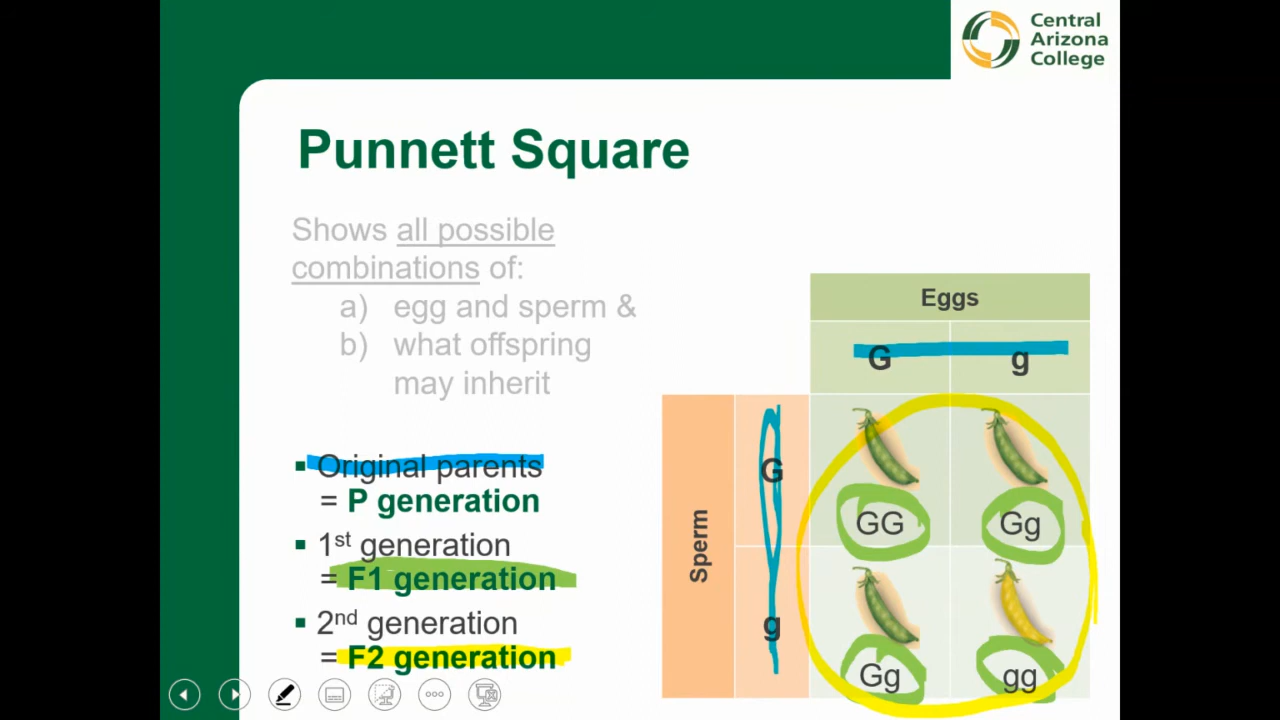 Central
Arizona
College
Punnett Square
Shows all possible
combinations of:
a) egg and sperm &
b) what offspring
may inherit
▪ Original parents
= P generation
▪ 1st generation
= F1 generation
▪ 2nd generation
= F2 generation
Eggs
G g
Sperm
G
GG Gg
g
Gg gg